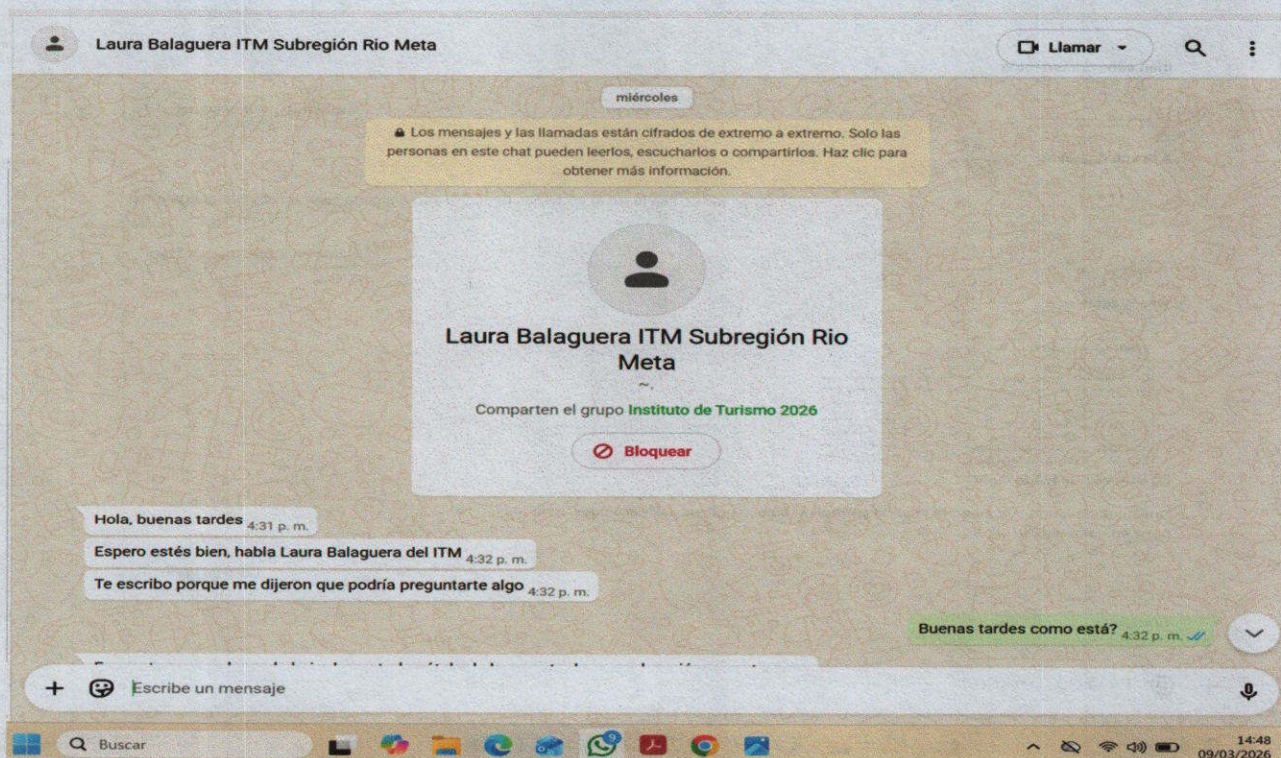 Laura Balaguera ITM Subregión Rio Meta
Llamar
miércoles
Los mensajes y las llamadas están cifrados de extremo a extremo. Solo las
personas en este chat pueden leerlos, escucharlos o compartirlos. Haz clic para
obtener más información.
Laura Balaguera ITM Subregión Rio
Meta
~.
Comparten el grupo Instituto de Turismo 2026
Bloquear
Hola, buenas tardes 4:31 p. m.
Espero estés bien, habla Laura Balaguera del ITM 4:32 p. m.
Te escribo porque me dijeron que podría preguntarte algo 4:32 p. m.
Buenas tardes como está? 4:32 p. m.
Escribe un mensaje
Buscar
9
14:48
09/03/2026